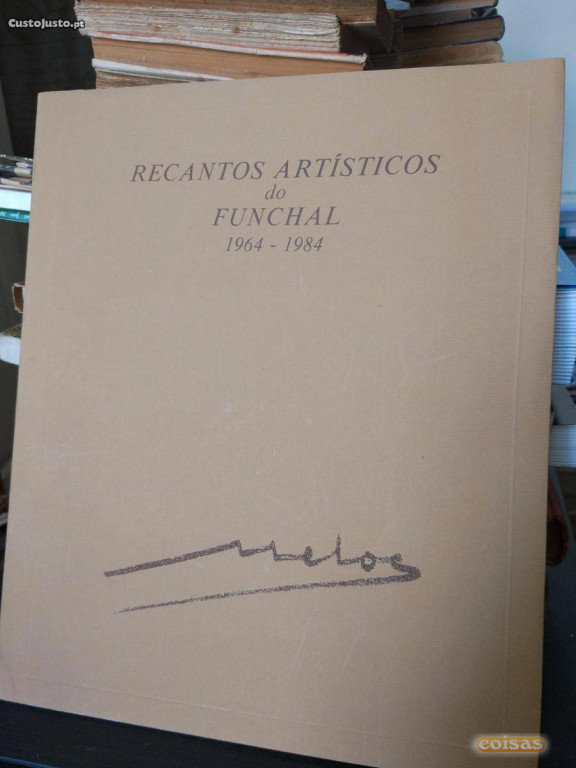 CustoJusto.pt
RECANTOS ARTÍSTICOS
do
FUNCHAL
1964 - 1984
Melos
coisas